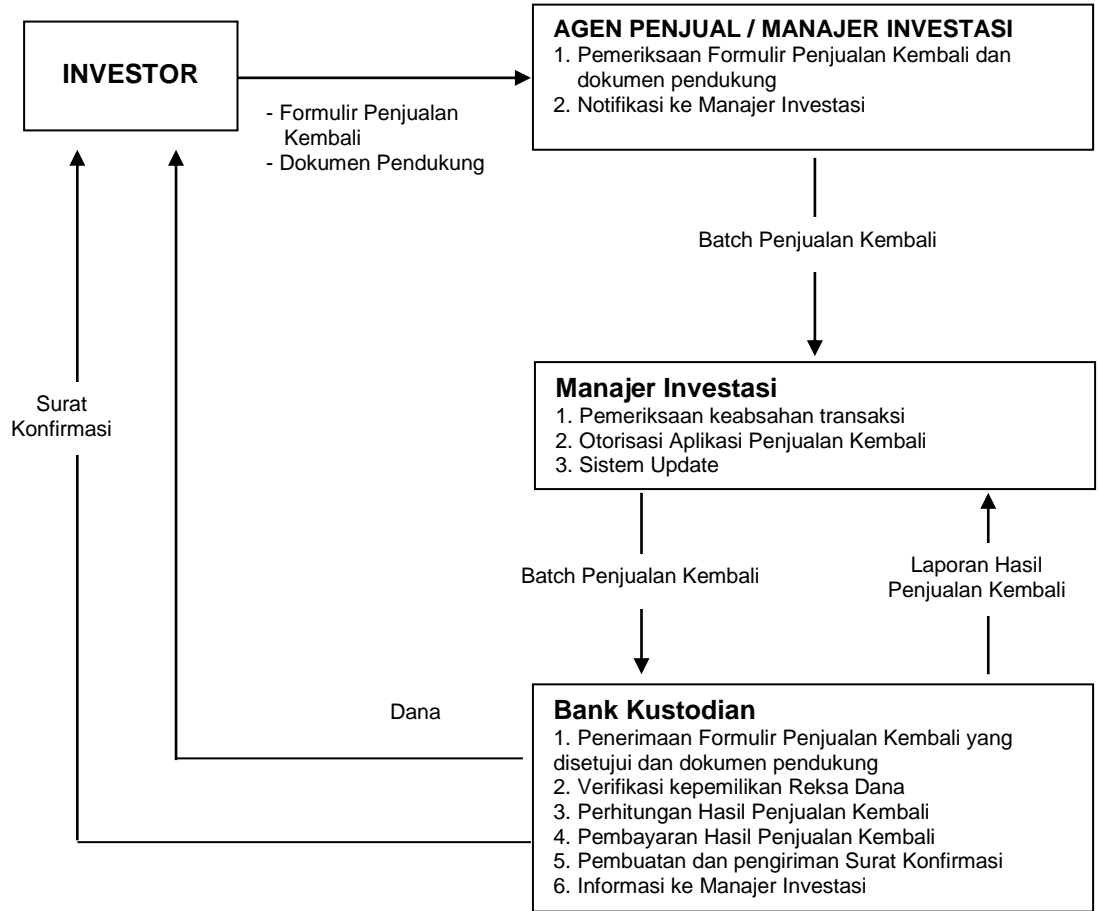 INVESTOR
AGEN PENJUAL / MANAJER INVESTASI
1. Pemeriksaan Formulir Penjualan Kembali dan
dokumen pendukung
2. Notifikasi ke Manajer Investasi
- Formulir Penjualan
Kembali
- Dokumen Pendukung
Batch Penjualan Kembali
Manajer Investasi
1. Pemeriksaan keabsahan transaksi
2. Otorisasi Aplikasi Penjualan Kembali
3. Sistem Update
Surat
Konfirmasi
Batch Penjualan Kembali
Laporan Hasil
Penjualan Kembali
Dana
Bank Kustodian
1. Penerimaan Formulir Penjualan Kembali yang
disetujui dan dokumen pendukung
2. Verifikasi kepemilikan Reksa Dana
3. Perhitungan Hasil Penjualan Kembali
4. Pembayaran Hasil Penjualan Kembali
5. Pembuatan dan pengiriman Surat Konfirmasi
6. Informasi ke Manajer Investasi